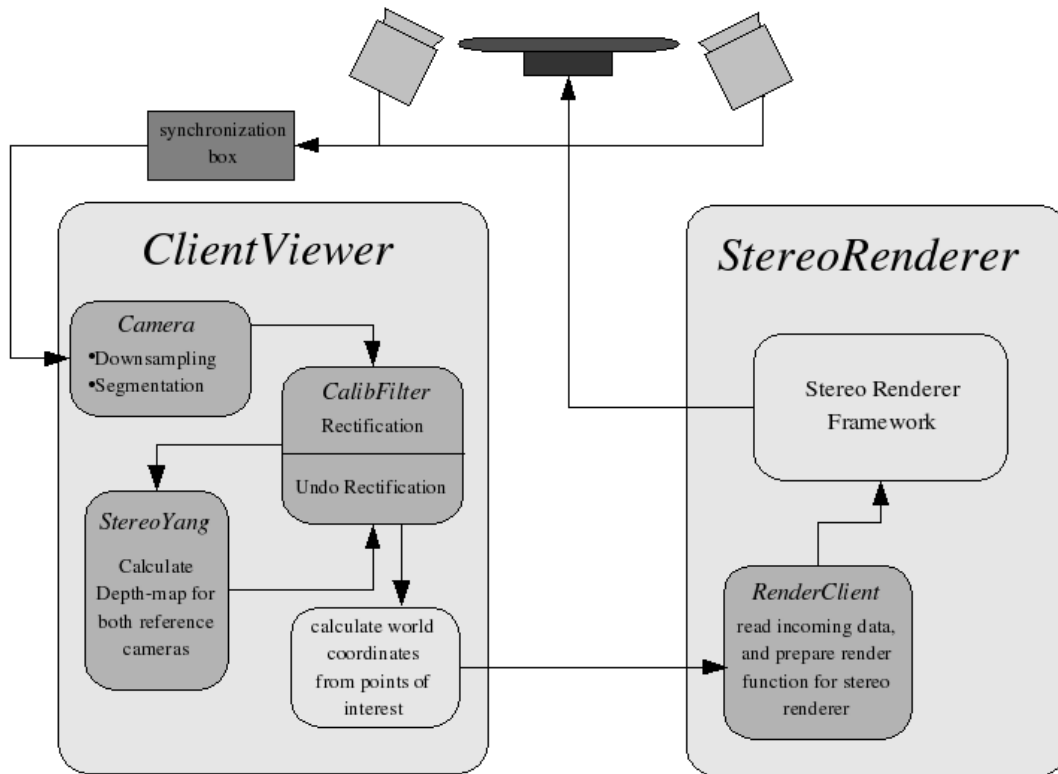 synchronization
box
ClientViewer
Camera
•Downsampling
•Segmentation
CalibFilter
Rectification
Undo Rectification
StereoYang
Calculate
Depth-map for
both reference
cameras
calculate world
coordinates
from points of
interest
StereoRenderer
Stereo Renderer
Framework
RenderClient
read incoming data,
and prepare render
function for stereo
renderer